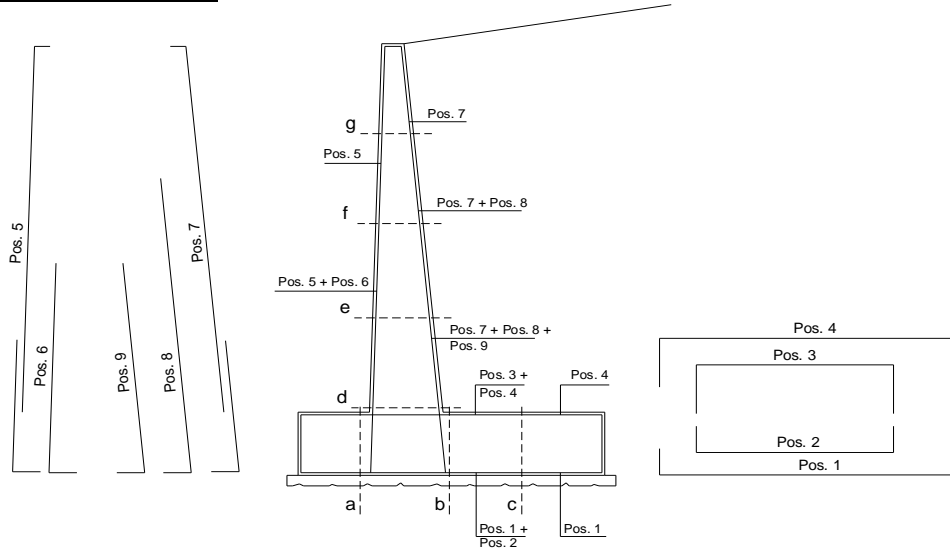 g
Pos. 7
Pos. 5
Pos. 7 + Pos. 8
f
Pos. 5
Pos. 7
Pos. 5 + Pos. 6
e
Pos. 7 + Pos. 8 +
Pos. 9
Pos. 4
Pos. 3
Pos. 6
Pos. 9
Pos. 8
Pos. 3 +
Pos. 4
Pos. 4
d
Pos. 2
Pos. 1
a
b
c
Pos. 1 +
Pos. 2
Pos. 1